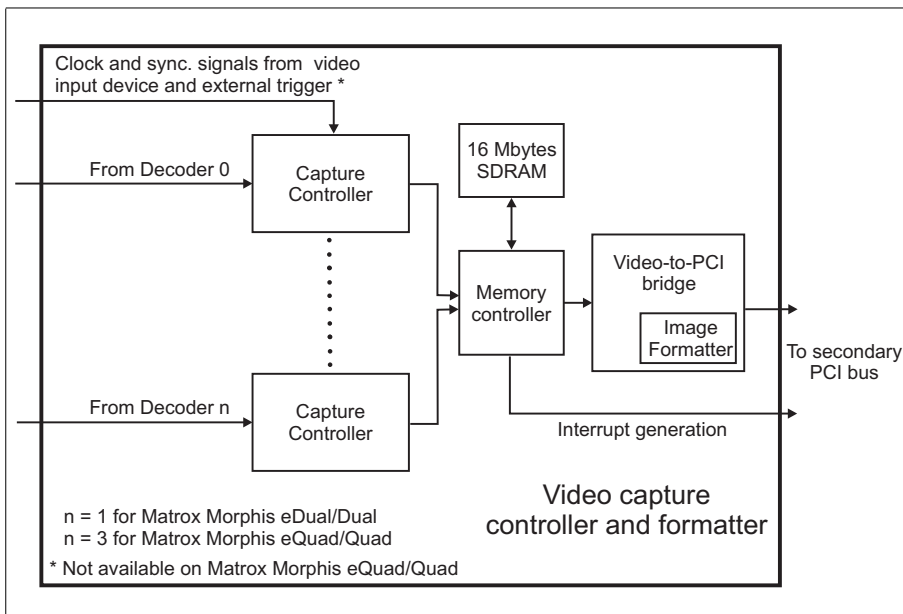 Clock and sync. signals from video
input device and external trigger *
From Decoder 0
Capture
Controller
16 Mbytes
SDRAM
Memory
controller
Video-to-PCI
bridge
Image
Formatter
To secondary
PCI bus
From Decoder n
Capture
Controller
Interrupt generation
Video capture
controller and formatter
n = 1 for Matrox Morphis eDual/Dual
n = 3 for Matrox Morphis eQuad/Quad
* Not available on Matrox Morphis eQuad/Quad